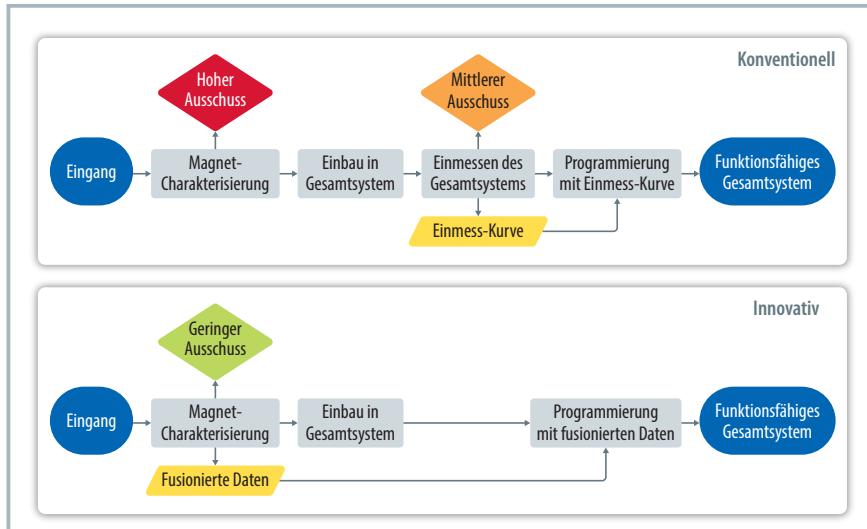 Konventionell
Hoher
Ausschuss
Mittlerer
Ausschuss
Eingang
Magnet-
Charakterisierung
Einbau in
Gesamtsystem
Einmessen des
Gesamtsystems
Programmierung
mit Einmess-Kurve
Funktionsfähiges
Gesamtsystem
Einmess-Kurve
Innovativ
Geringer
Ausschuss
Eingang
Magnet-
Charakterisierung
Einbau in
Gesamtsystem
Programmierung
mit fusionierten Daten
Funktionsfähiges
Gesamtsystem
Fusionierte Daten